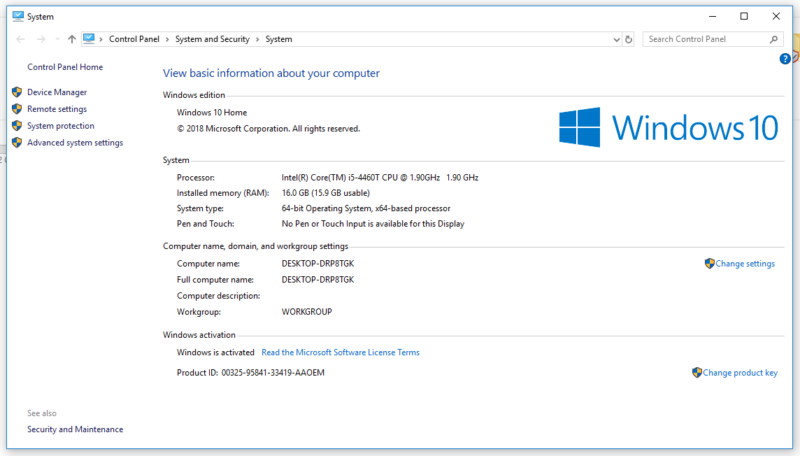 System
Control Panel > System and Security > System
Search Control Panel
Control Panel Home
Device Manager
Remote settings
System protection
Advanced system settings
View basic information about your computer
Windows edition
Windows 10 Home
© 2018 Microsoft Corporation. All rights reserved.
Windows 10
System
Processor: Intel(R) Core(TM) i5-4460T CPU @ 1.90GHz 1.90 GHz
Installed memory (RAM): 16.0 GB (15.9 GB usable)
System type: 64-bit Operating System, x64-based processor
Pen and Touch: No Pen or Touch Input is available for this Display
Computer name, domain, and workgroup settings
Computer name: DESKTOP-DRP8TGK
Change settings
Full computer name: DESKTOP-DRP8TGK
Computer description:
Workgroup: WORKGROUP
Windows activation
Windows is activated Read the Microsoft Software License Terms
Product ID: 00325-95841-33419-AAOEM
Change product key
See also
Security and Maintenance